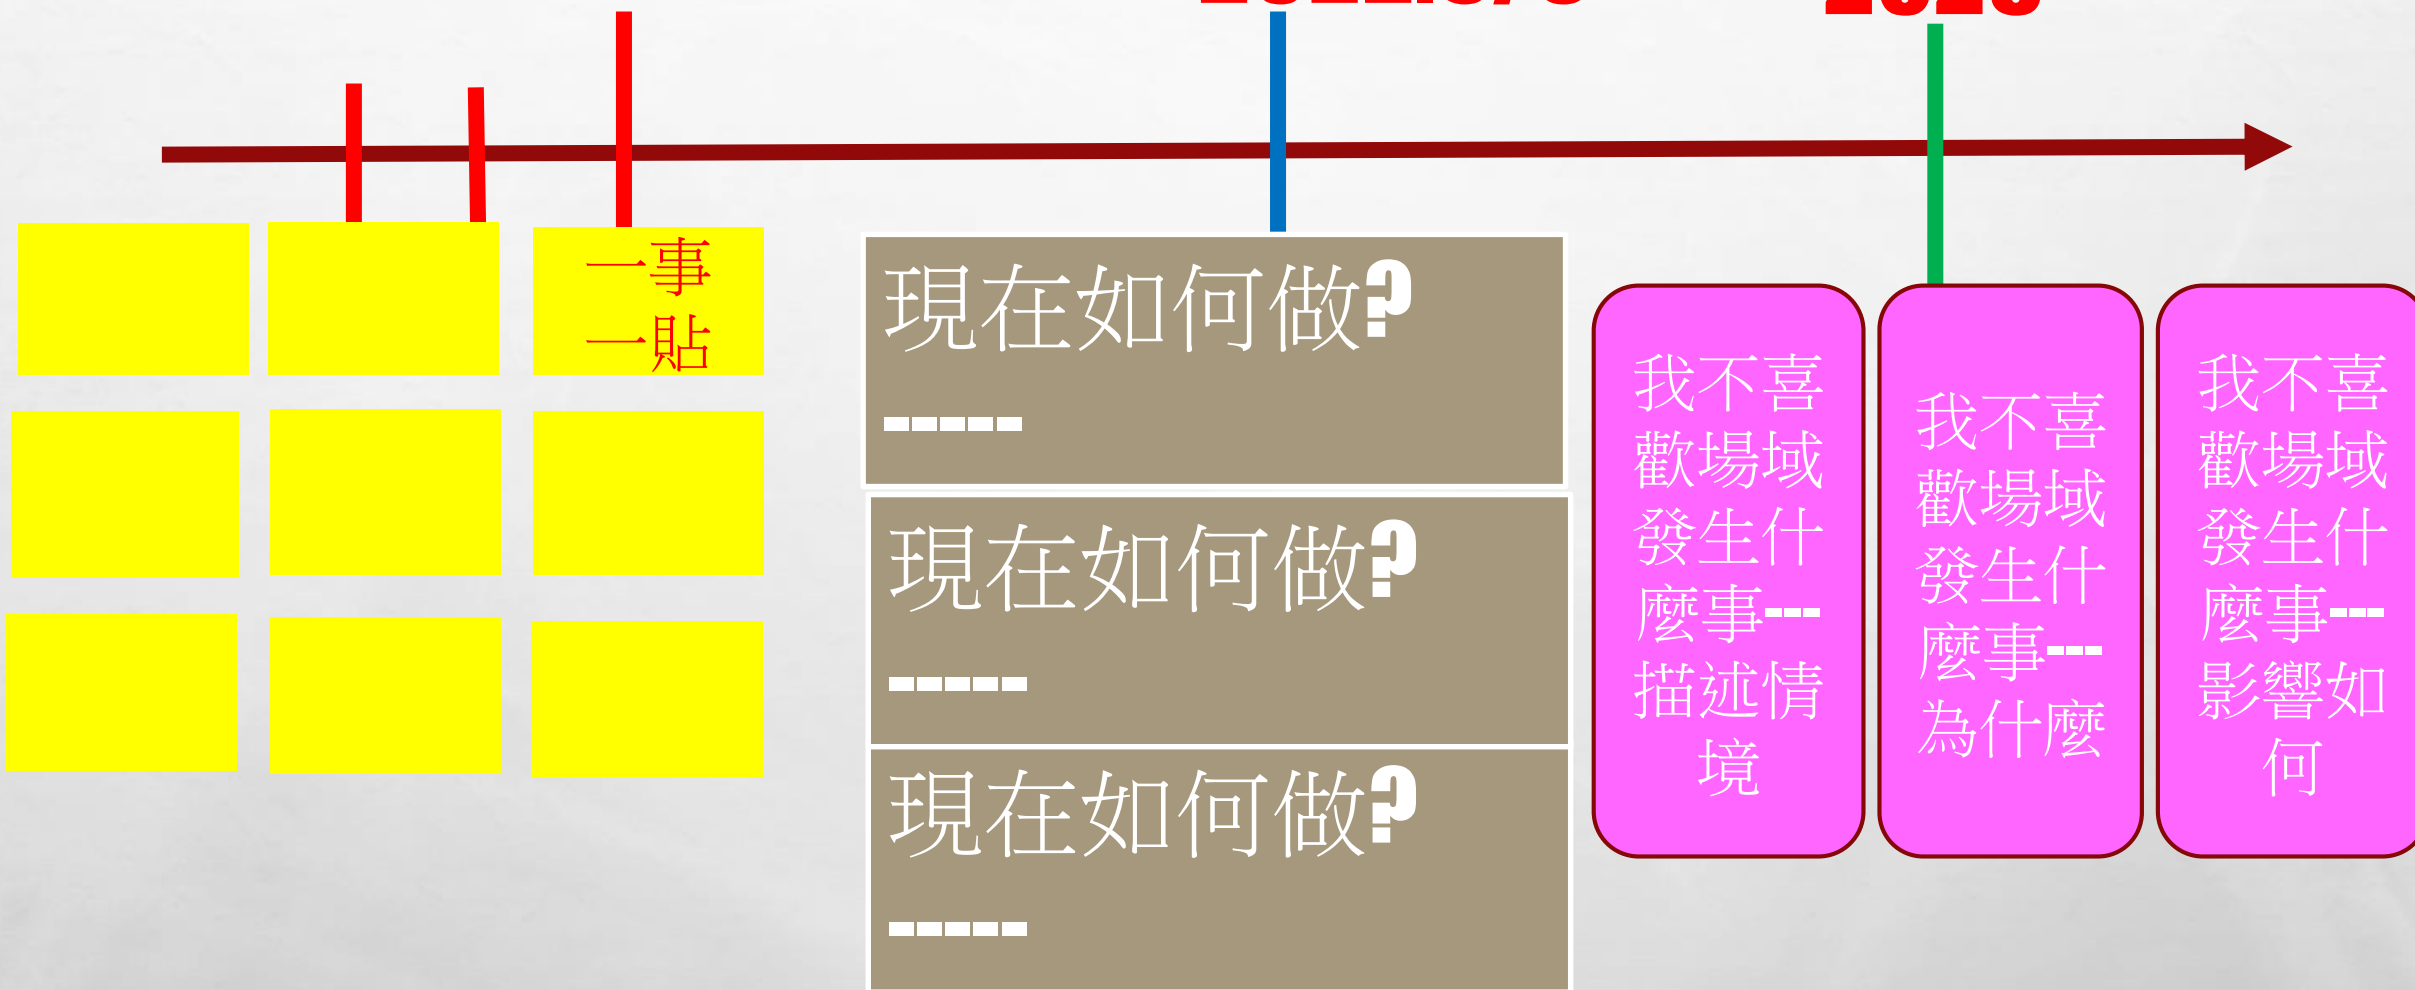 一事
一貼
現在如何做?
-----
現在如何做?
-----
現在如何做?
-----
我不喜
歡場域
發生什
麼事---
描述情
境
我不喜
歡場域
發生什
麼事---
為什麼
我不喜
歡場域
發生什
麼事---
影響如
何